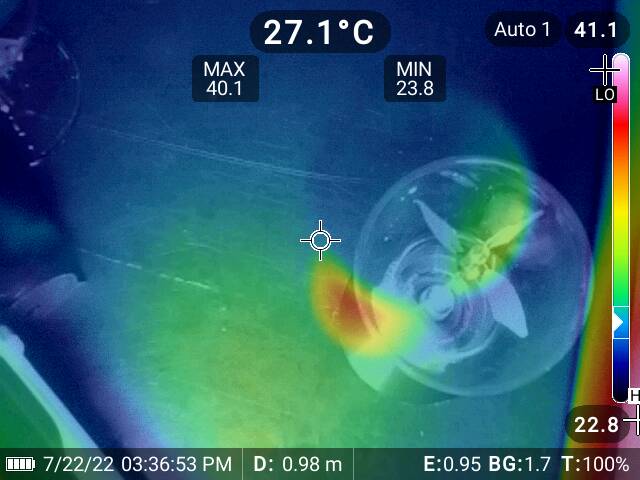 27.1°C
Auto 1
41.1
MAX
40.1
MIN
23.8
LO
H
22.8
7/22/22 03:36:53 PM
D: 0.98 m
E:0.95 BG:1.7 T:100%